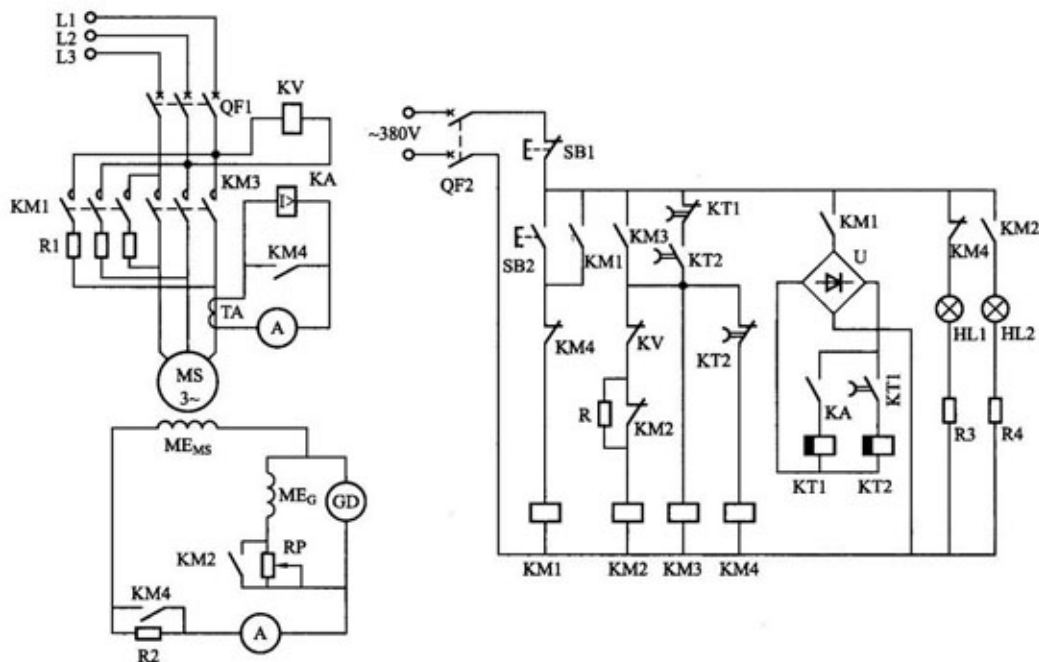 L1
L2
L3
QF1
KV
KM1
KM3
KA
I>
R1
KM4
TA
A
MS
3~
ME_MS
ME_G
GD
KM2
RP
KM4
R2
A
~380V
QF2
SB1
SB2
KM1
KM3
KT1
KT2
KM1
U
KM4
KM2
KM4
KV
KT2
HL1
HL2
R
KM2
KA
KT1
R3
R4
KT1
KT2
KM1
KM2
KM3
KM4